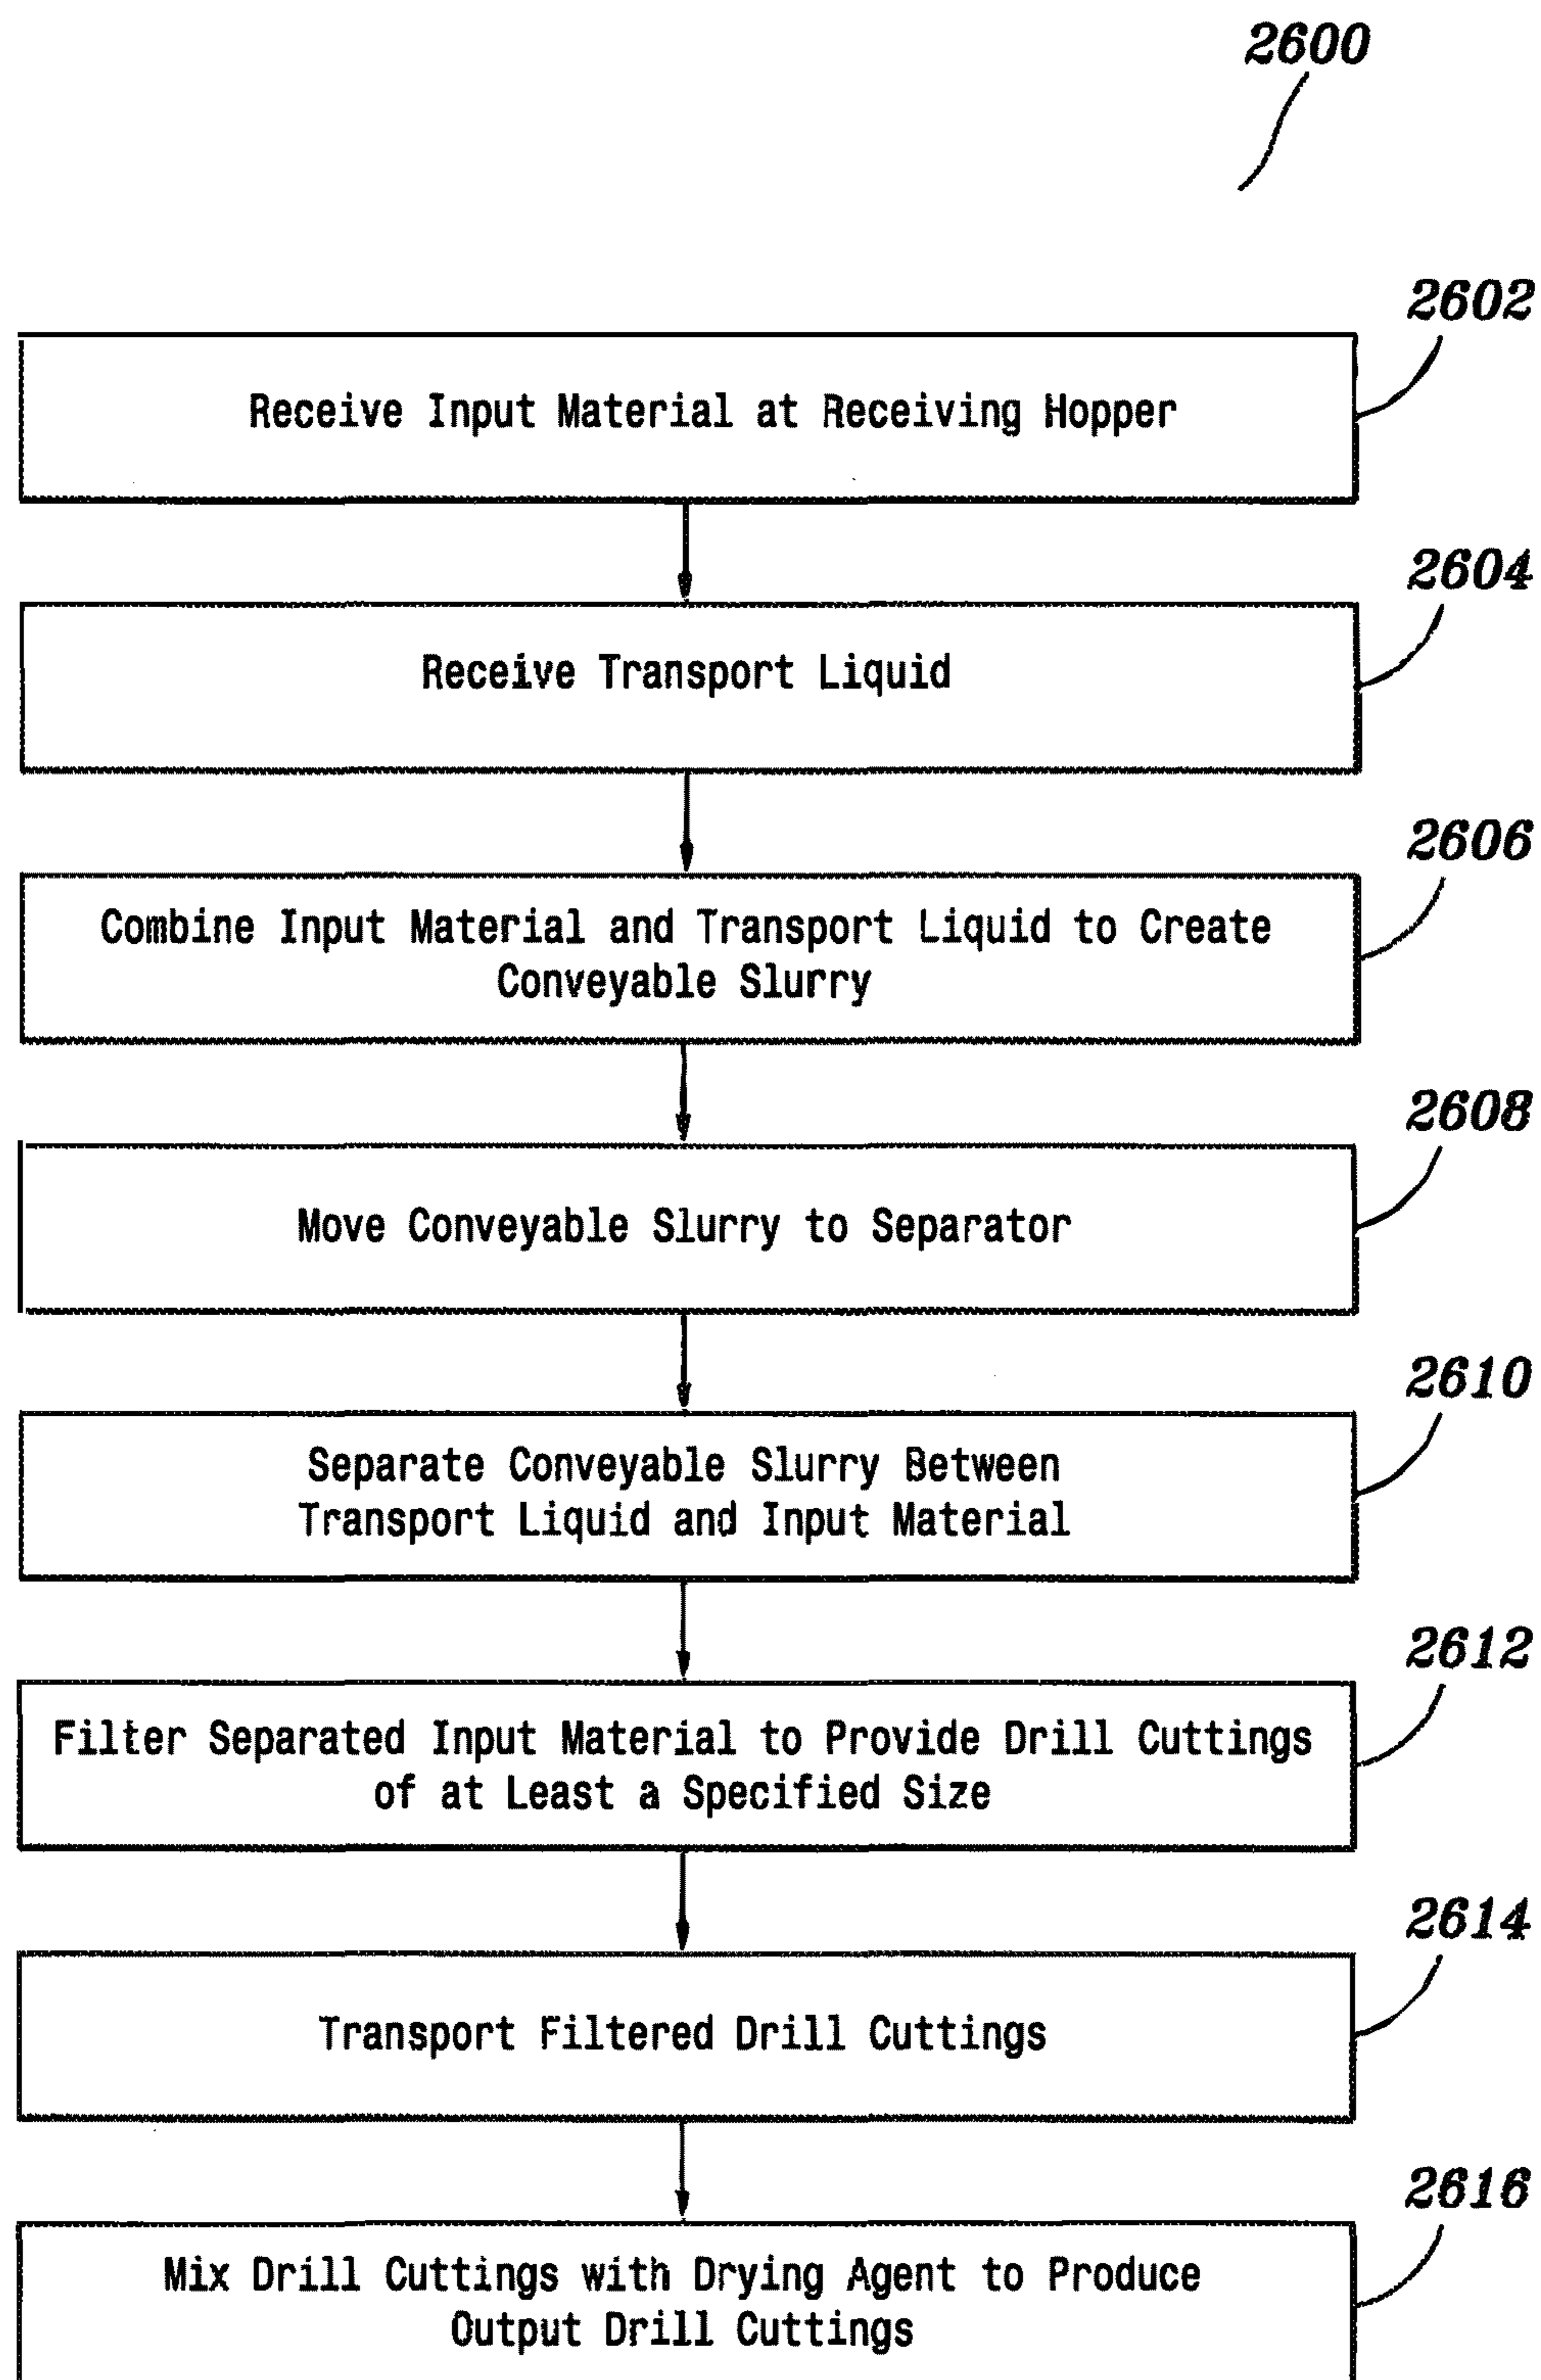 2600
2602
Receive Input Material at Receiving Hopper
2604
Receive Transport Liquid
2606
Combine Input Material and Transport Liquid to Create
Conveyable Slurry
2608
Move Conveyable Slurry to Separator
2610
Separate Conveyable Slurry Between
Transport Liquid and Input Material
2612
Filter Separated Input Material to Provide Drill Cuttings
of at Least a Specified Size
2614
Transport Filtered Drill Cuttings
2616
Mix Drill Cuttings with Drying Agent to Produce
Output Drill Cuttings